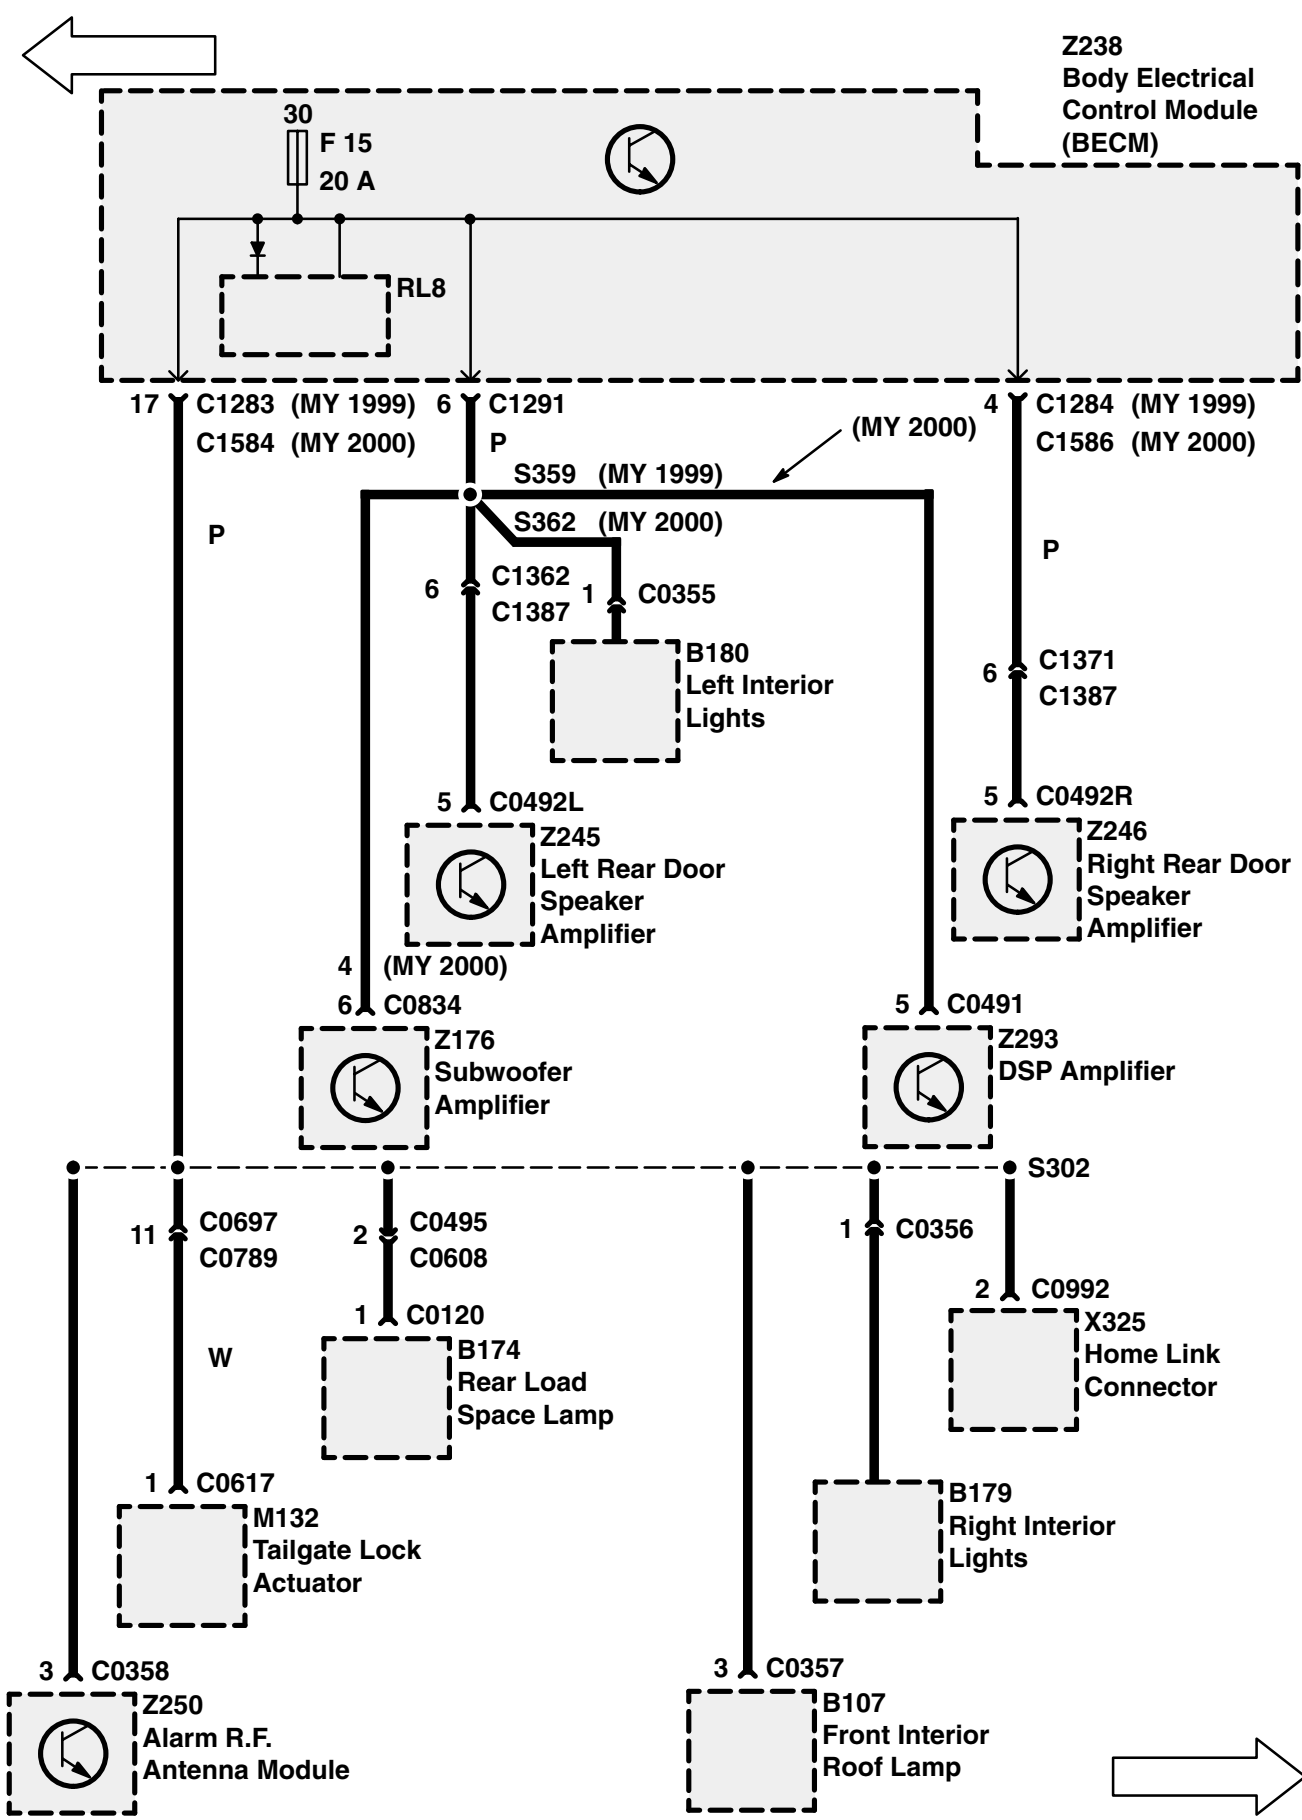 Z238
Body Electrical
Control Module
(BECM)
30
F 15
20 A
RL8
17 C1283 (MY 1999)
C1584 (MY 2000)
6 C1291
P
4 C1284 (MY 1999)
C1586 (MY 2000)
(MY 2000)
S359 (MY 1999)
S362 (MY 2000)
P
P
6 C1362
C1387
1 C0355
B180
Left Interior
Lights
6 C1371
C1387
5 C0492L
Z245
Left Rear Door
Speaker
Amplifier
5 C0492R
Z246
Right Rear Door
Speaker
Amplifier
4 (MY 2000)
6 C0834
Z176
Subwoofer
Amplifier
5 C0491
Z293
DSP Amplifier
S302
11 C0697
C0789
2 C0495
C0608
1 C0356
1 C0120
B174
Rear Load
Space Lamp
2 C0992
X325
Home Link
Connector
W
1 C0617
M132
Tailgate Lock
Actuator
B179
Right Interior
Lights
3 C0358
Z250
Alarm R.F.
Antenna Module
3 C0357
B107
Front Interior
Roof Lamp